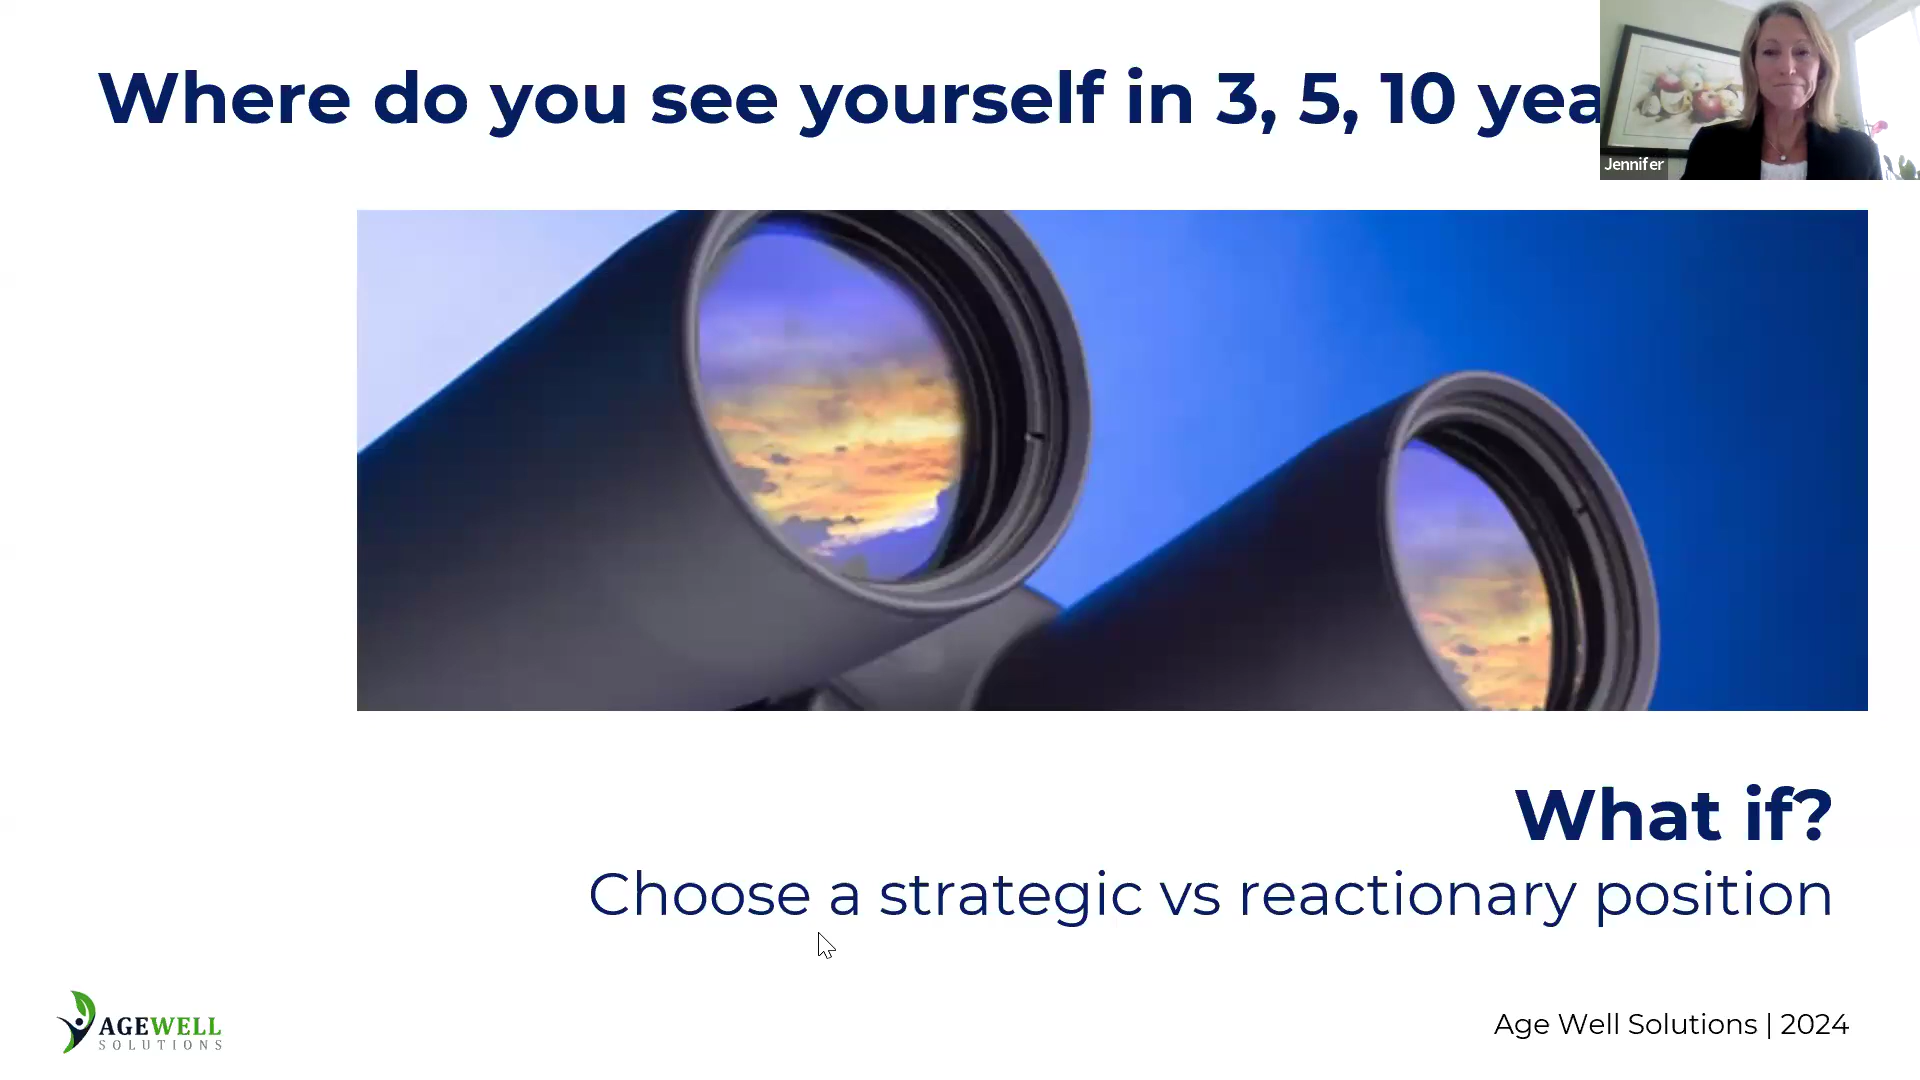 Where do you see yourself in 3, 5, 10 yea
Jennifer
What if?
Choose a strategic vs reactionary position
AGEWELL
SOLUTIONS
Age Well Solutions | 2024